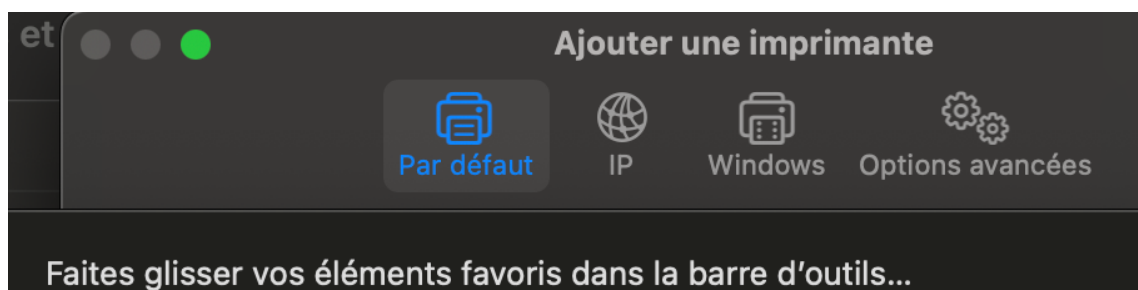 et
Ajouter une imprimante
Par défaut IP Windows Options avancées
Faites glisser vos éléments favoris dans la barre d’outils...